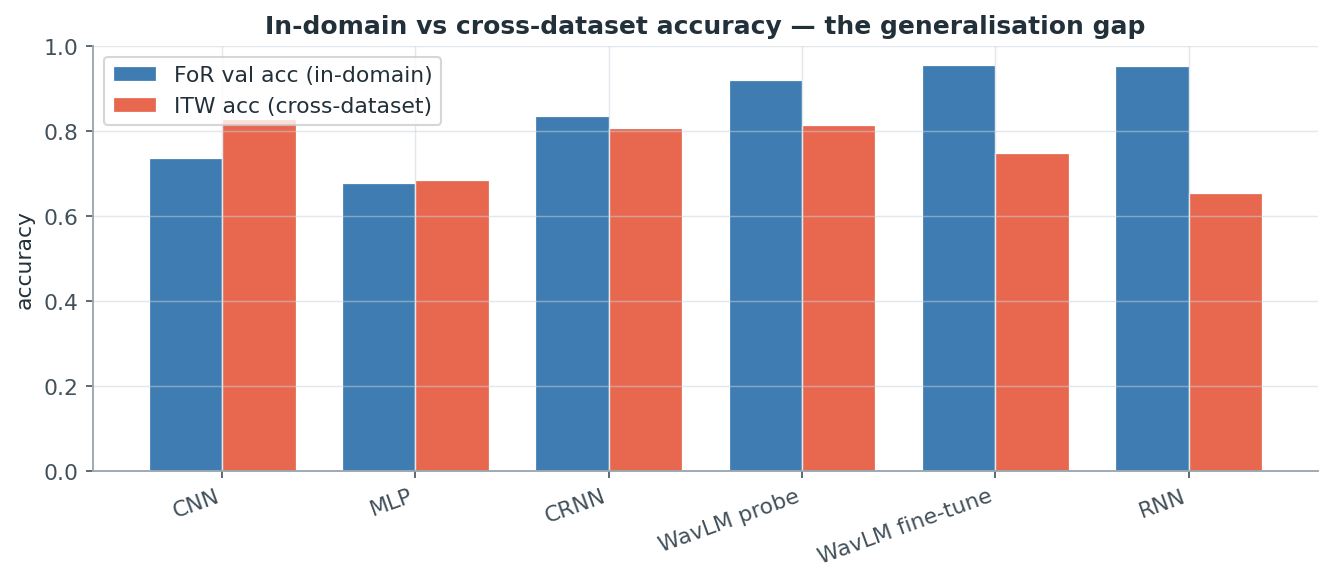 In-domain vs cross-dataset accuracy — the generalisation gap
FoR val acc (in-domain)
ITW acc (cross-dataset)
accuracy
1.0
0.8
0.6
0.4
0.2
0.0
CNN
MLP
CRNN
WavLM probe
WavLM fine-tune
RNN